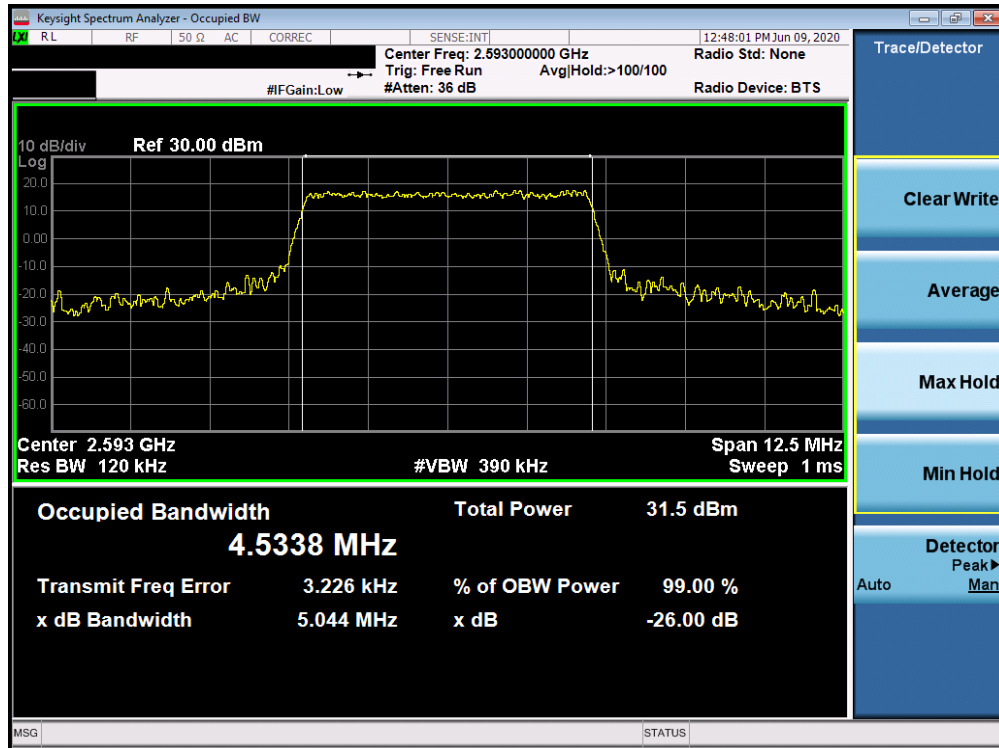 Keysight Spectrum Analyzer - Occupied BW
LXI RL RF 50 Ω AC CORREC SENSE:INT 12:48:01 PM Jun 09, 2020
Center Freq: 2.593000000 GHz Radio Std: None
Trig: Free Run Avg|Hold:>100/100
#IFGain:Low #Atten: 36 dB Radio Device: BTS
10 dB/div Ref 30.00 dBm
Log
20.0
10.0
0.00
-10.0
-20.0
-30.0
-40.0
-50.0
-60.0
Center 2.593 GHz Span 12.5 MHz
Res BW 120 kHz #VBW 390 kHz Sweep 1 ms
Occupied Bandwidth Total Power 31.5 dBm
4.5338 MHz
Transmit Freq Error 3.226 kHz % of OBW Power 99.00 %
x dB Bandwidth 5.044 MHz x dB -26.00 dB
MSG STATUS
Trace/Detector
Clear Write
Average
Max Hold
Min Hold
Detector
Peak▶
Auto Man